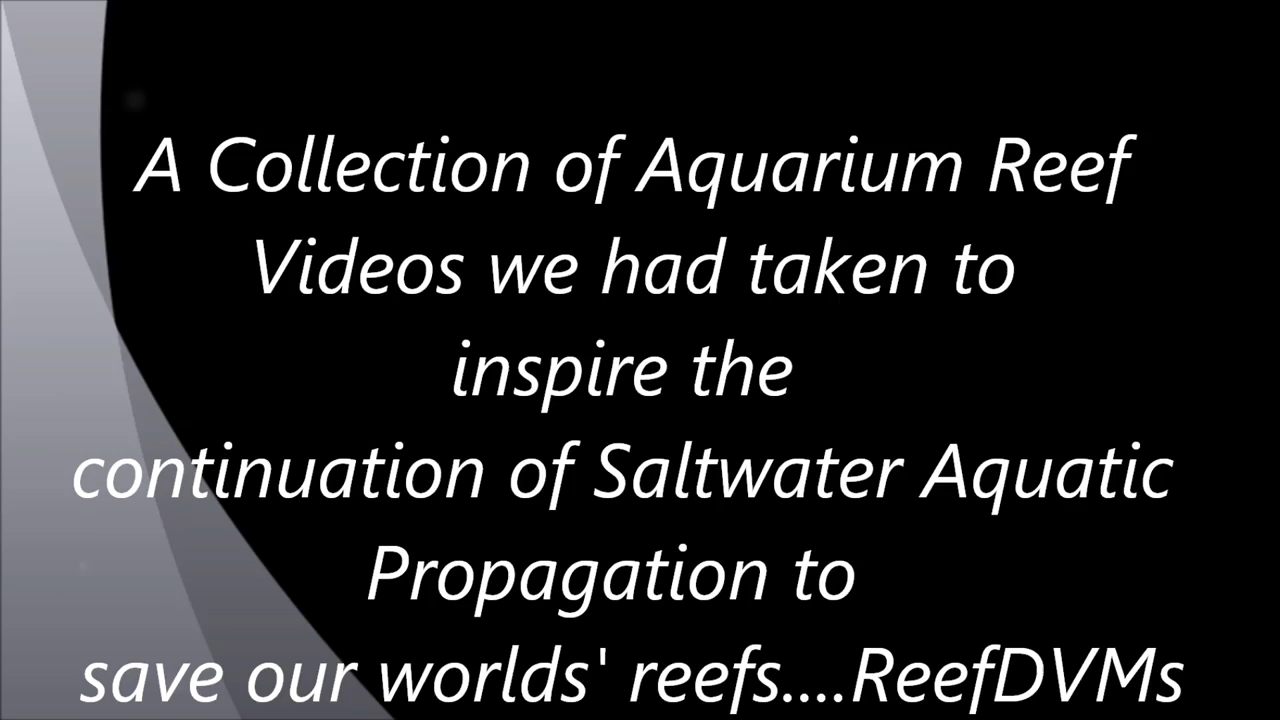 A Collection of Aquarium Reef
Videos we had taken to
inspire the
continuation of Saltwater Aquatic
Propagation to
save our worlds' reefs....ReefDVMs